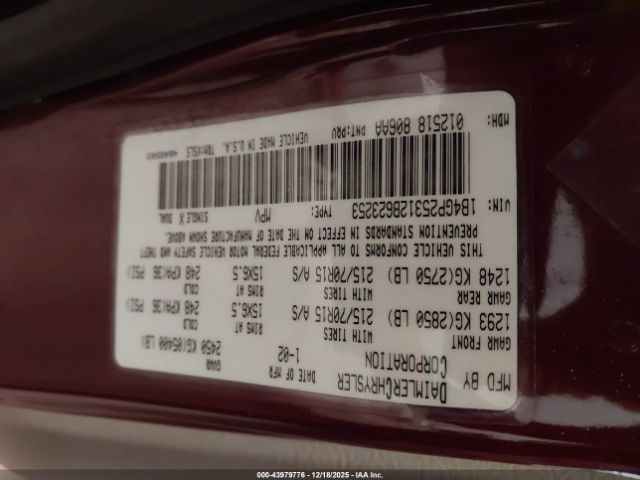 MFD BY DAIMLERCHRYSLER CORPORATION
DATE OF MFR 1-02
GVWR 2450 KG(05400 LB)
GAWR FRONT WITH TIRES RIMS AT COLD
1293 KG(2850 LB) 215/70R15 A/S 15X6.5 248 KPA(36 PSI)
GAWR REAR WITH TIRES RIMS AT COLD
1248 KG(2750 LB) 215/70R15 A/S 15X6.5 248 KPA(36 PSI)
THIS VEHICLE CONFORMS TO ALL APPLICABLE FEDERAL MOTOR VEHICLE SAFETY AND THEFT
PREVENTION STANDARDS IN EFFECT ON THE DATE OF MANUFACTURE SHOWN ABOVE.
VIN: 1B4GP25312B623253 TYPE: MPV SINGLE X DUAL
MDH: 012518 806AA PNT:PRV VEHICLE MADE IN U.S.A. TRM:X5LS
000-43979776 - 12/18/2025 - IAA, Inc.